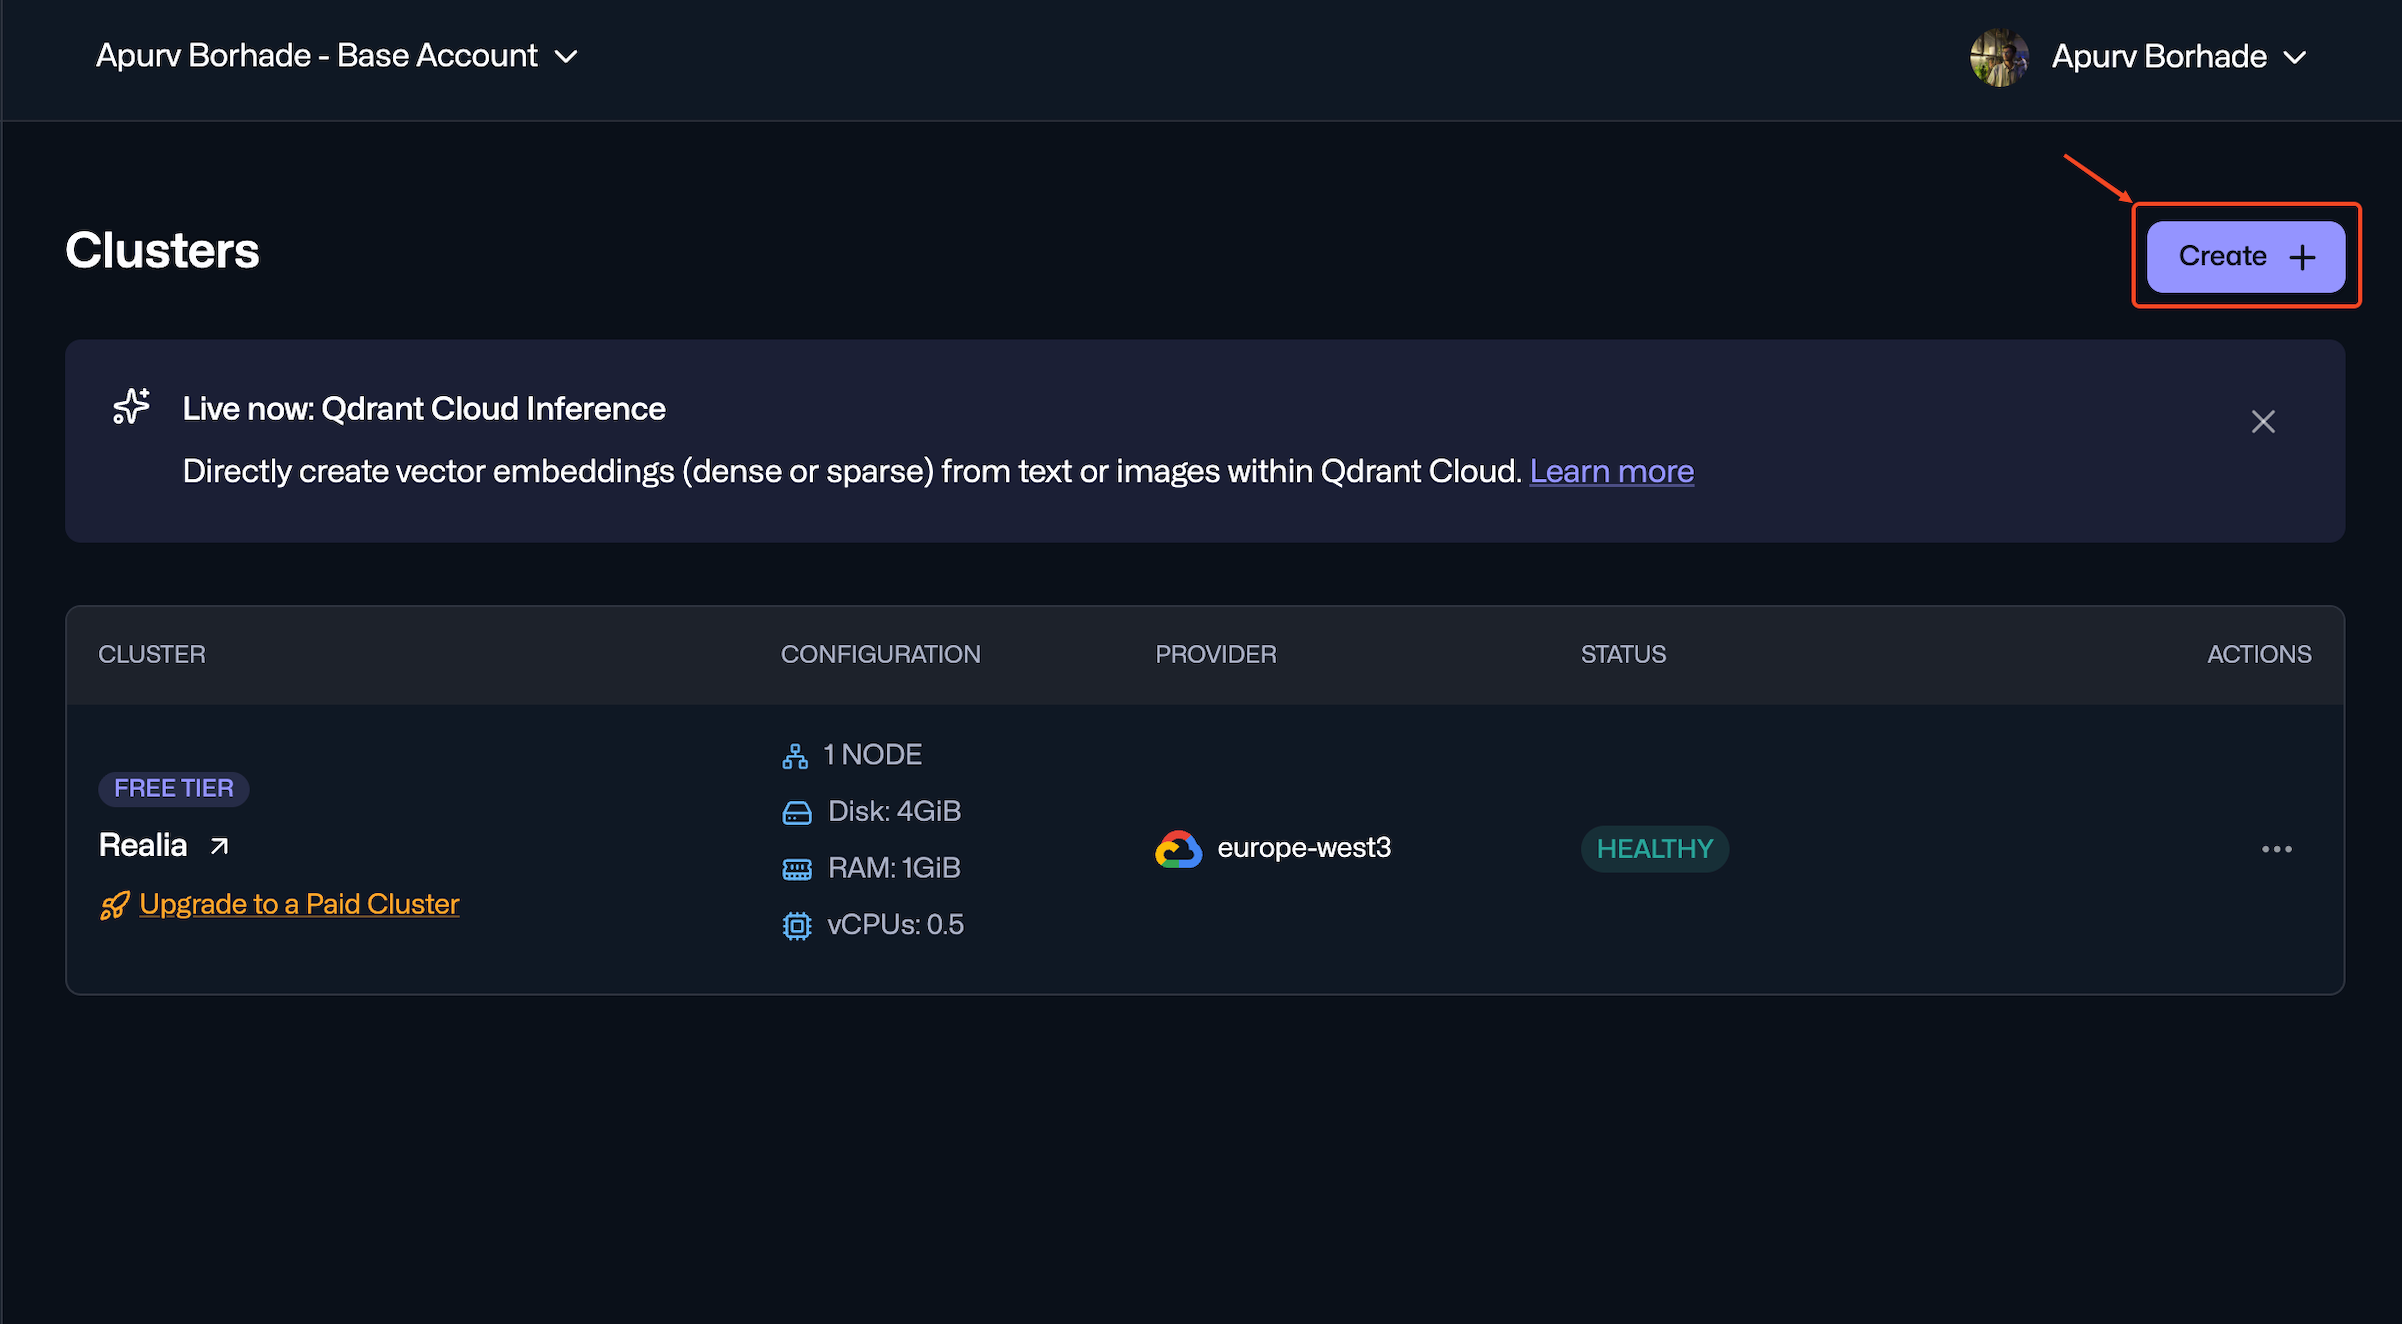 Apurv Borhade - Base Account
Apurv Borhade
Clusters
Create +
Live now: Qdrant Cloud Inference
Directly create vector embeddings (dense or sparse) from text or images within Qdrant Cloud. Learn more
CLUSTER CONFIGURATION PROVIDER STATUS ACTIONS
FREE TIER
Realia
Upgrade to a Paid Cluster
1 NODE
Disk: 4GiB
RAM: 1GiB
vCPUs: 0.5
europe-west3
HEALTHY